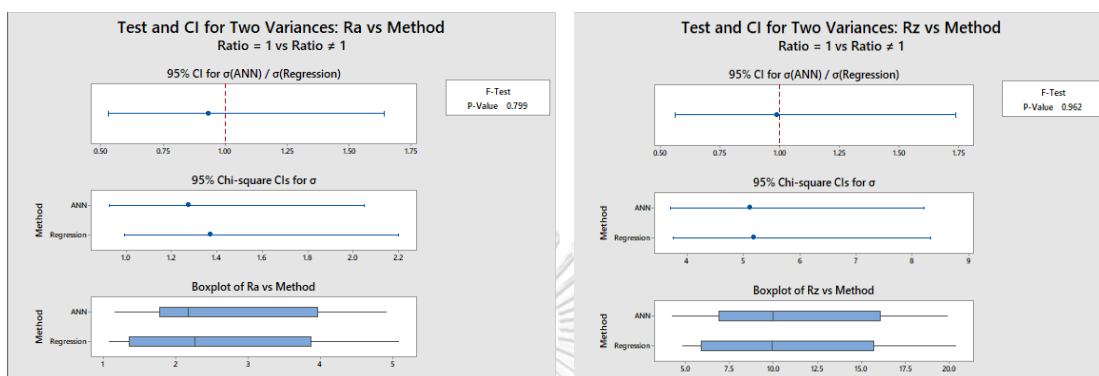 Test and CI for Two Variances: Ra vs Method
Ratio = 1 vs Ratio ≠ 1
95% CI for σ(ANN) / σ(Regression)
F-Test
P-Value 0.799
0.50 0.75 1.00 1.25 1.50 1.75
95% Chi-square CIs for σ
Method
ANN
Regression
1.0 1.2 1.4 1.6 1.8 2.0 2.2
Boxplot of Ra vs Method
Method
ANN
Regression
1 2 3 4 5
Test and CI for Two Variances: Rz vs Method
Ratio = 1 vs Ratio ≠ 1
95% CI for σ(ANN) / σ(Regression)
F-Test
P-Value 0.962
0.50 0.75 1.00 1.25 1.50 1.75
95% Chi-square CIs for σ
Method
ANN
Regression
4 5 6 7 8 9
Boxplot of Rz vs Method
Method
ANN
Regression
5.0 7.5 10.0 12.5 15.0 17.5 20.0